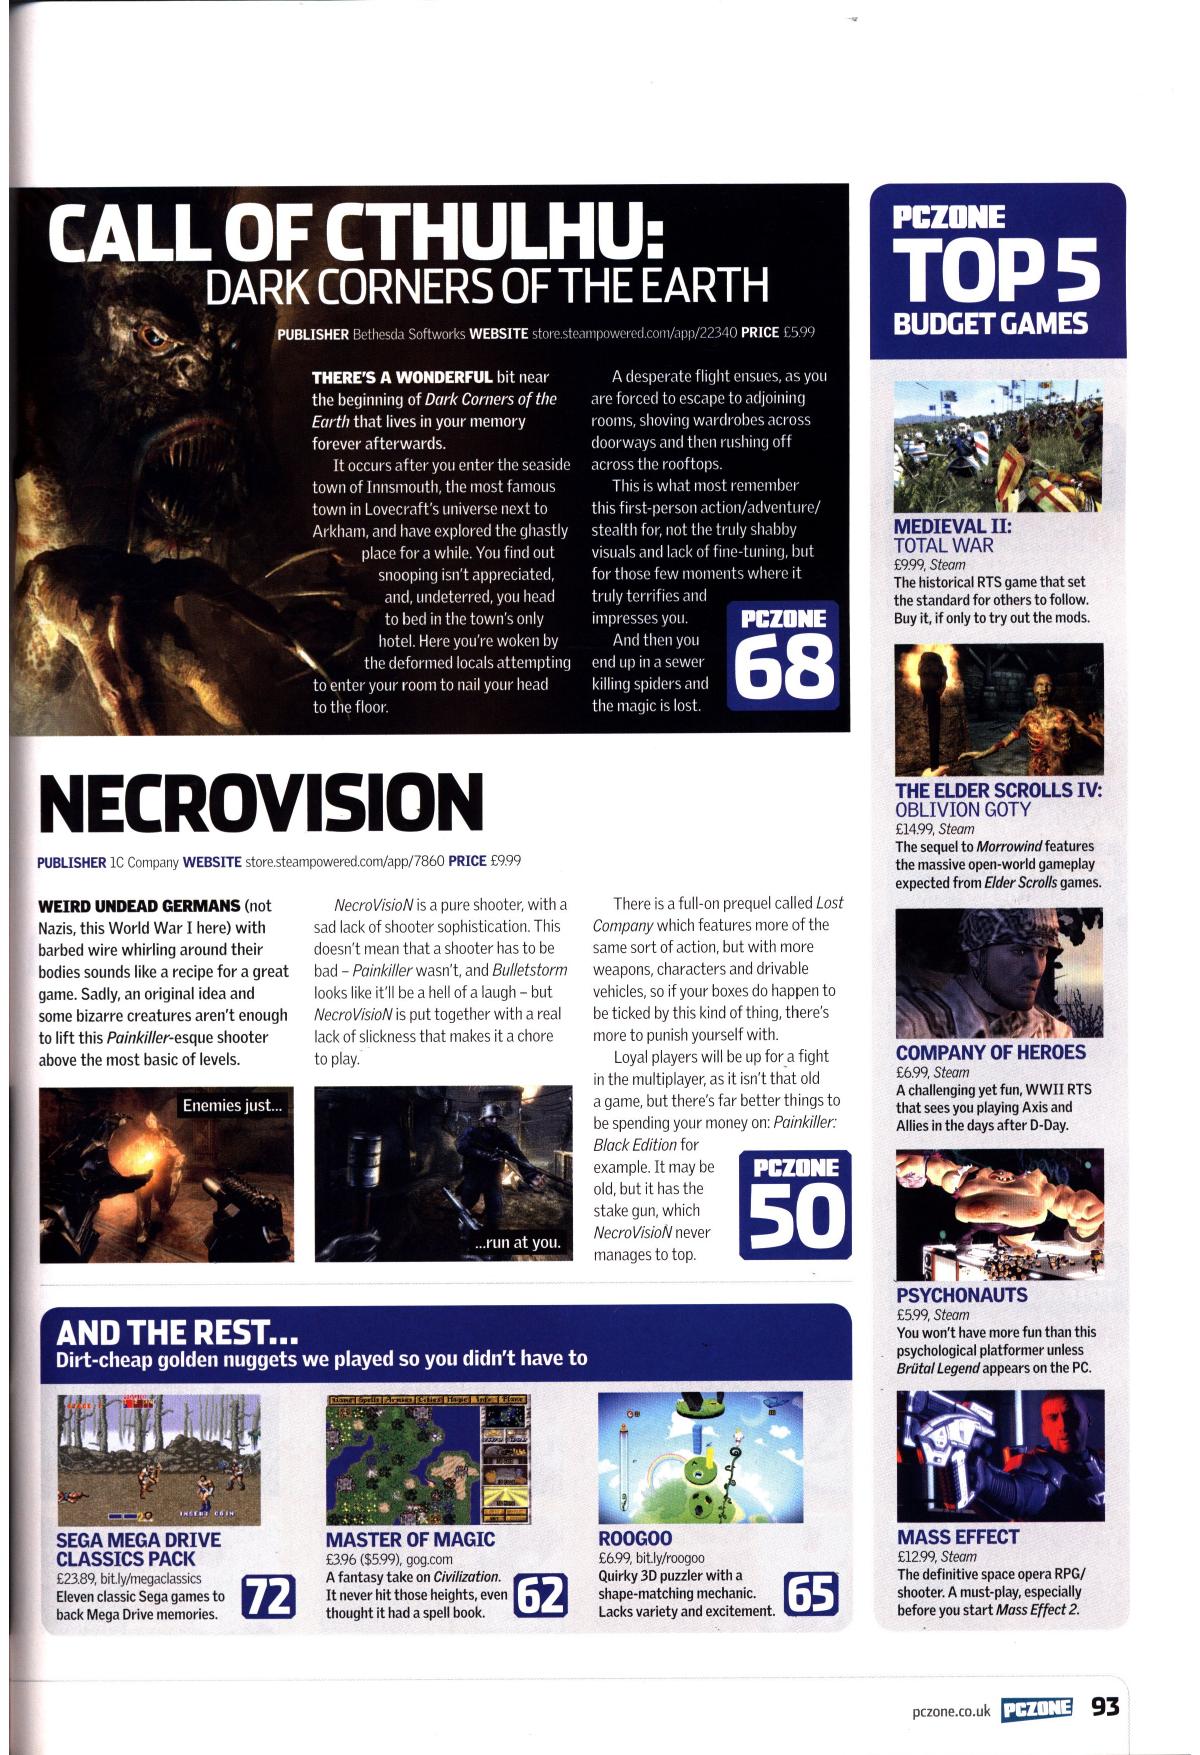 CALL OF CTHULHU:
DARK CORNERS OF THE EARTH
PUBLISHER Bethesda Softworks WEBSITE store.steampowered.com/app/22340 PRICE £5.99
THERE'S A WONDERFUL bit near
the beginning of Dark Corners of the
Earth that lives in your memory
forever afterwards.
It occurs after you enter the seaside
town of Innsmouth, the most famous
town in Lovecraft's universe next to
Arkham, and have explored the ghastly
place for a while. You find out
snooping isn't appreciated,
and, undeterred, you head
to bed in the town's only
hotel. Here you're woken by
the deformed locals attempting
to enter your room to nail your head
to the floor.
A desperate flight ensues, as you
are forced to escape to adjoining
rooms, shoving wardrobes across
doorways and then rushing off
across the rooftops.
This is what most remember
this first-person action/adventure/
stealth for, not the truly shabby
visuals and lack of fine-tuning, but
for those few moments where it
truly terrifies and
impresses you.
And then you
end up in a sewer
killing spiders and
the magic is lost.
PCZONE
68
NECROVISION
PUBLISHER 1C Company WEBSITE store.steampowered.com/app/7860 PRICE £9.99
WEIRD UNDEAD GERMANS (not
Nazis, this World War I here) with
barbed wire whirling around their
bodies sounds like a recipe for a great
game. Sadly, an original idea and
some bizarre creatures aren't enough
to lift this Painkiller-esque shooter
above the most basic of levels.
NecroVisioN is a pure shooter, with a
sad lack of shooter sophistication. This
doesn't mean that a shooter has to be
bad – Painkiller wasn't, and Bulletstorm
looks like it'll be a hell of a laugh – but
NecroVisioN is put together with a real
lack of slickness that makes it a chore
to play.
There is a full-on prequel called Lost
Company which features more of the
same sort of action, but with more
weapons, characters and drivable
vehicles, so if your boxes do happen to
be ticked by this kind of thing, there's
more to punish yourself with.
Loyal players will be up for a fight
in the multiplayer, as it isn't that old
a game, but there's far better things to
be spending your money on: Painkiller:
Black Edition for
example. It may be
old, but it has the
stake gun, which
NecroVisioN never
manages to top.
Enemies just...
...run at you.
PCZONE
50
AND THE REST...
Dirt-cheap golden nuggets we played so you didn't have to
INSERT COIN
SEGA MEGA DRIVE
CLASSICS PACK
£23.89, bit.ly/megaclassics
Eleven classic Sega games to
back Mega Drive memories.
72
Game Spells Armies Cities Magic Info Plane
MASTER OF MAGIC
£3.96 ($5.99), gog.com
A fantasy take on Civilization.
It never hit those heights, even
thought it had a spell book.
62
ROOGOO
£6.99, bit.ly/roogoo
Quirky 3D puzzler with a
shape-matching mechanic.
Lacks variety and excitement.
65
PCZONE
TOP 5
BUDGET GAMES
MEDIEVAL II:
TOTAL WAR
£9.99, Steam
The historical RTS game that set
the standard for others to follow.
Buy it, if only to try out the mods.
THE ELDER SCROLLS IV:
OBLIVION GOTY
£14.99, Steam
The sequel to Morrowind features
the massive open-world gameplay
expected from Elder Scrolls games.
COMPANY OF HEROES
£6.99, Steam
A challenging yet fun, WWII RTS
that sees you playing Axis and
Allies in the days after D-Day.
PSYCHONAUTS
£5.99, Steam
You won't have more fun than this
psychological platformer unless
Brütal Legend appears on the PC.
MASS EFFECT
£12.99, Steam
The definitive space opera RPG/
shooter. A must-play, especially
before you start Mass Effect 2.
pczone.co.uk PCZONE 93